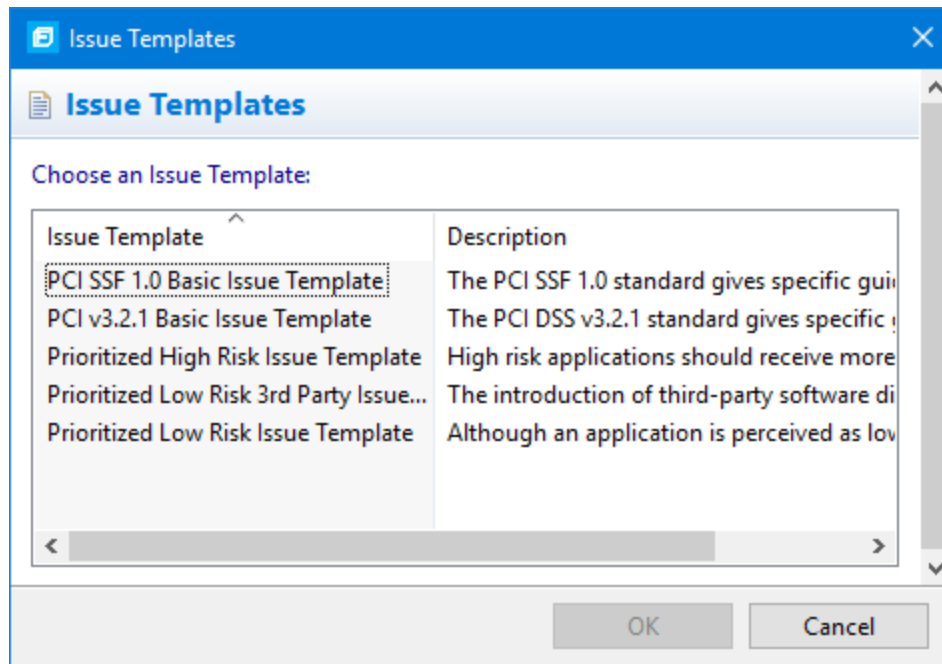 Issue Templates
Issue Templates
Choose an Issue Template:
Issue Template Description
PCI SSF 1.0 Basic Issue Template The PCI SSF 1.0 standard gives specific
PCI v3.2.1 Basic Issue Template The PCI DSS v3.2.1 standard gives specific
Prioritized High Risk Issue Template High risk applications should receive more
Prioritized Low Risk 3rd Party Issue... The introduction of third-party software di
Prioritized Low Risk Issue Template Although an application is perceived as low
OK Cancel